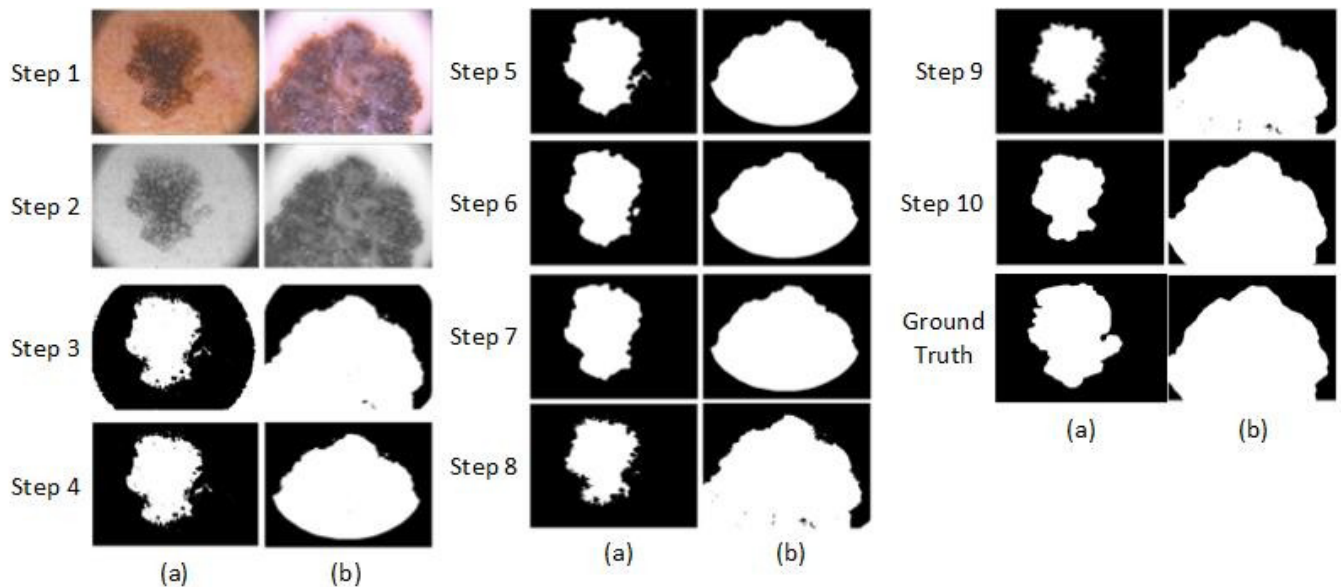 Step 1
Step 2
Step 3
Step 4
(a) (b)
Step 5
Step 6
Step 7
Step 8
(a) (b)
Step 9
Step 10
Ground
Truth
(a) (b)